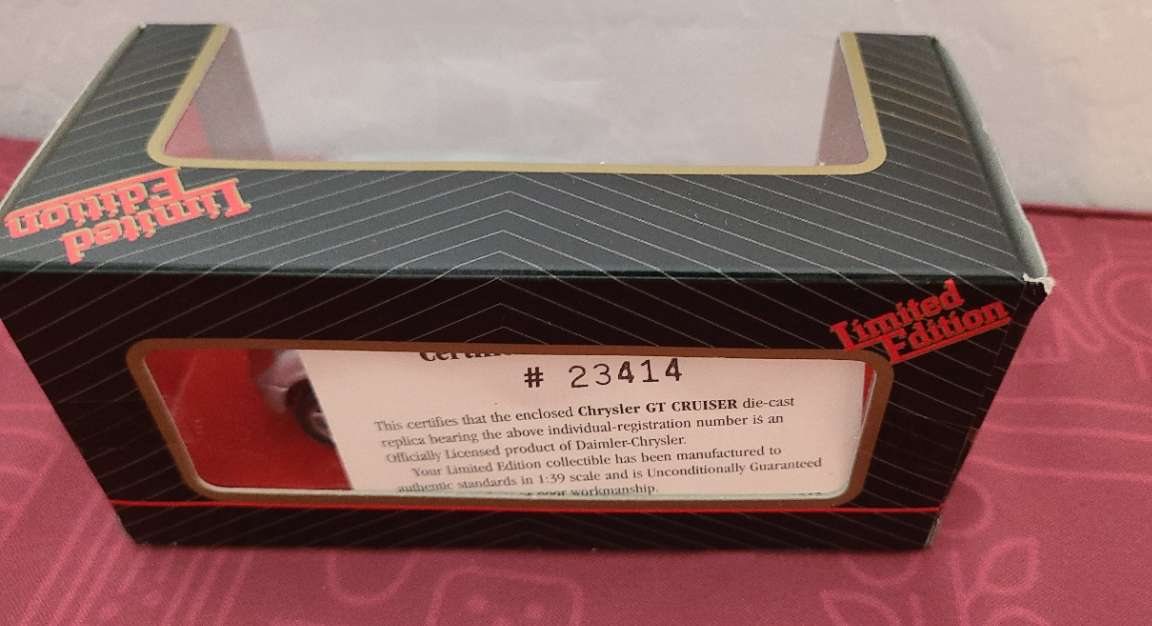 Limited
Edition
Limited
Edition
# 23414
This certifies that the enclosed Chrysler GT CRUISER die-cast
replica bearing the above individual-registration number is an
Officially Licensed product of Daimler-Chrysler.
Your Limited Edition collectible has been manufactured to
authentic standards in 1:39 scale and is Unconditionally Guaranteed
poor workmanship.